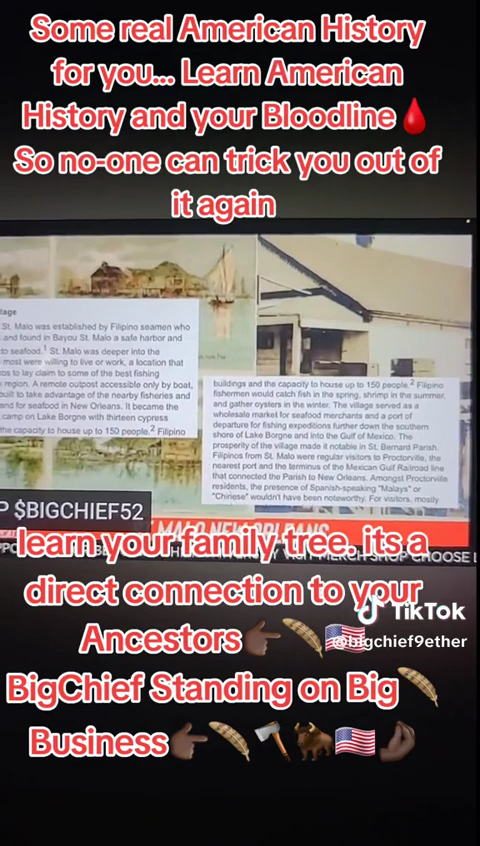 Some real American History
for you... Learn American
History and your Bloodline🩸
So no-one can trick you out of
it again
St. Malo was established by Filipino seamen who
and found in Bayou St. Malo a safe harbor and
to seafood.1 St. Malo was deeper into the
most were willing to live or work, a location that
to lay claim to some of the best fishing
region. A remote outpost accessible only by boat,
built to take advantage of the nearby fisheries and
and for seafood in New Orleans. It became the
camp on Lake Borgne with thirteen cypress
the capacity to house up to 150 people.2 Filipino
buildings and the capacity to house up to 150 people.2 Filipino
fishermen would catch fish in the spring, shrimp in the summer,
and gather oysters in the winter. The village served as a
wholesale market for seafood merchants and a port of
departure for fishing expeditions further down the southern
shore of Lake Borgne and into the Gulf of Mexico. The
prosperity of the village made it notable in St. Bernard Parish.
Filipinos from St. Malo were regular visitors to Proctorville, the
nearest port and the terminus of the Mexican Gulf Railroad line
that connected the Parish to New Orleans. Amongst Proctorville
residents, the presence of Spanish-speaking "Malays" or
"Chinese" wouldn't have been noteworthy. For visitors, mostly
P $BIGCHIEF52
MALO NEW ORLEANS
SHOP CHOOSE
learn your family tree. its a
direct connection to your
Ancestors👉🏿🪶🇺🇸
BigChief Standing on Big🪶
Business👉🏿🪶🪓🦬🇺🇸🤌🏿
TikTok
@bigchief9ether